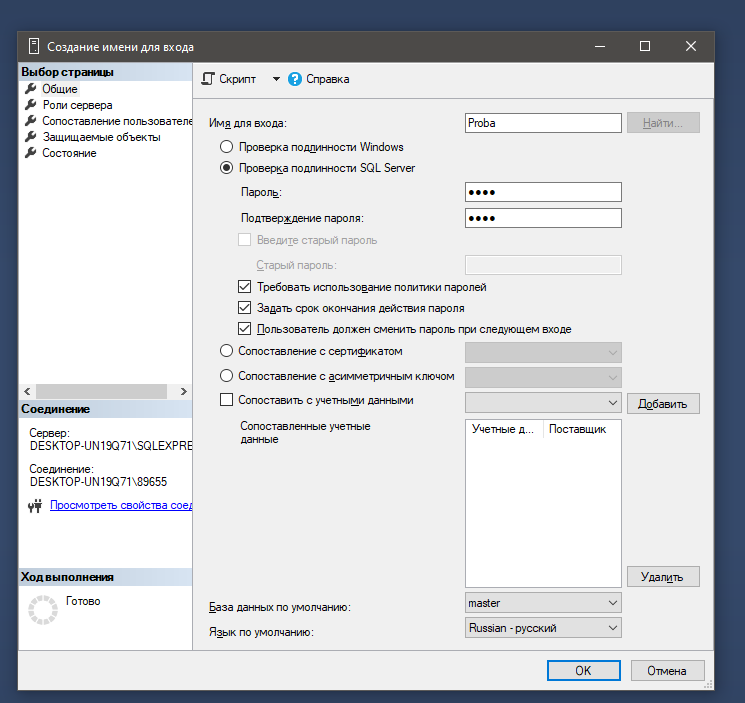 Создание имени для входа
Выбор страницы
Общие
Роли сервера
Сопоставление пользователе
Защищаемые объекты
Состояние
Соединение
Сервер:
DESKTOP-UN19Q71\SQLEXPRE
Соединение:
DESKTOP-UN19Q71\89655
Просмотреть свойства соед
Ход выполнения
Готово
Скрипт
Справка
Имя для входа:
Proba
Найти...
Проверка подлинности Windows
Проверка подлинности SQL Server
Пароль:
●●●●
Подтверждение пароля:
●●●●
Введите старый пароль
Старый пароль:
Требовать использование политики паролей
Задать срок окончания действия пароля
Пользователь должен сменить пароль при следующем входе
Сопоставление с сертификатом
Сопоставление с асимметричным ключом
Сопоставить с учетными данными
Добавить
Сопоставленные учетные
данные
Учетные д...
Поставщик
Удалить
База данных по умолчанию:
master
Язык по умолчанию:
Russian - русский
OK
Отмена